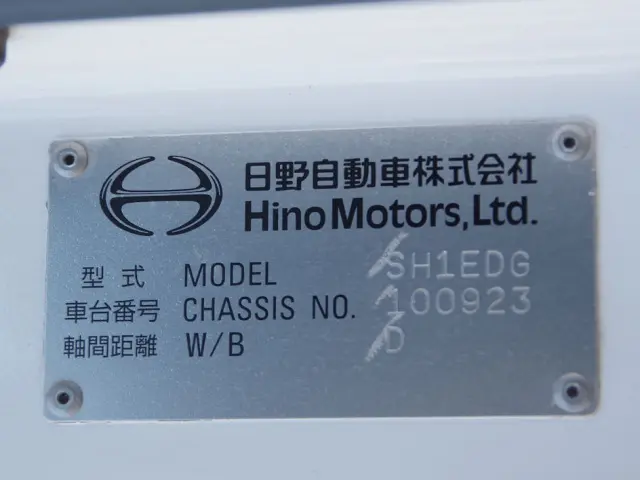 日野自動車株式会社
Hino Motors, Ltd.
型式 MODEL SH1EDG
車台番号 CHASSIS NO. 100923
軸間距離 W/B D